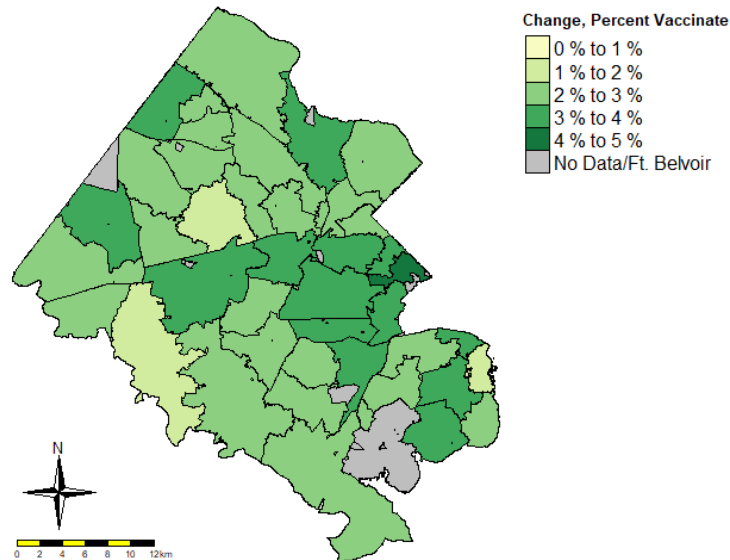 Change, Percent Vaccinate
0 % to 1 %
1 % to 2 %
2 % to 3 %
3 % to 4 %
4 % to 5 %
No Data/Ft. Belvoir
N
0 2 4 6 8 10 12km